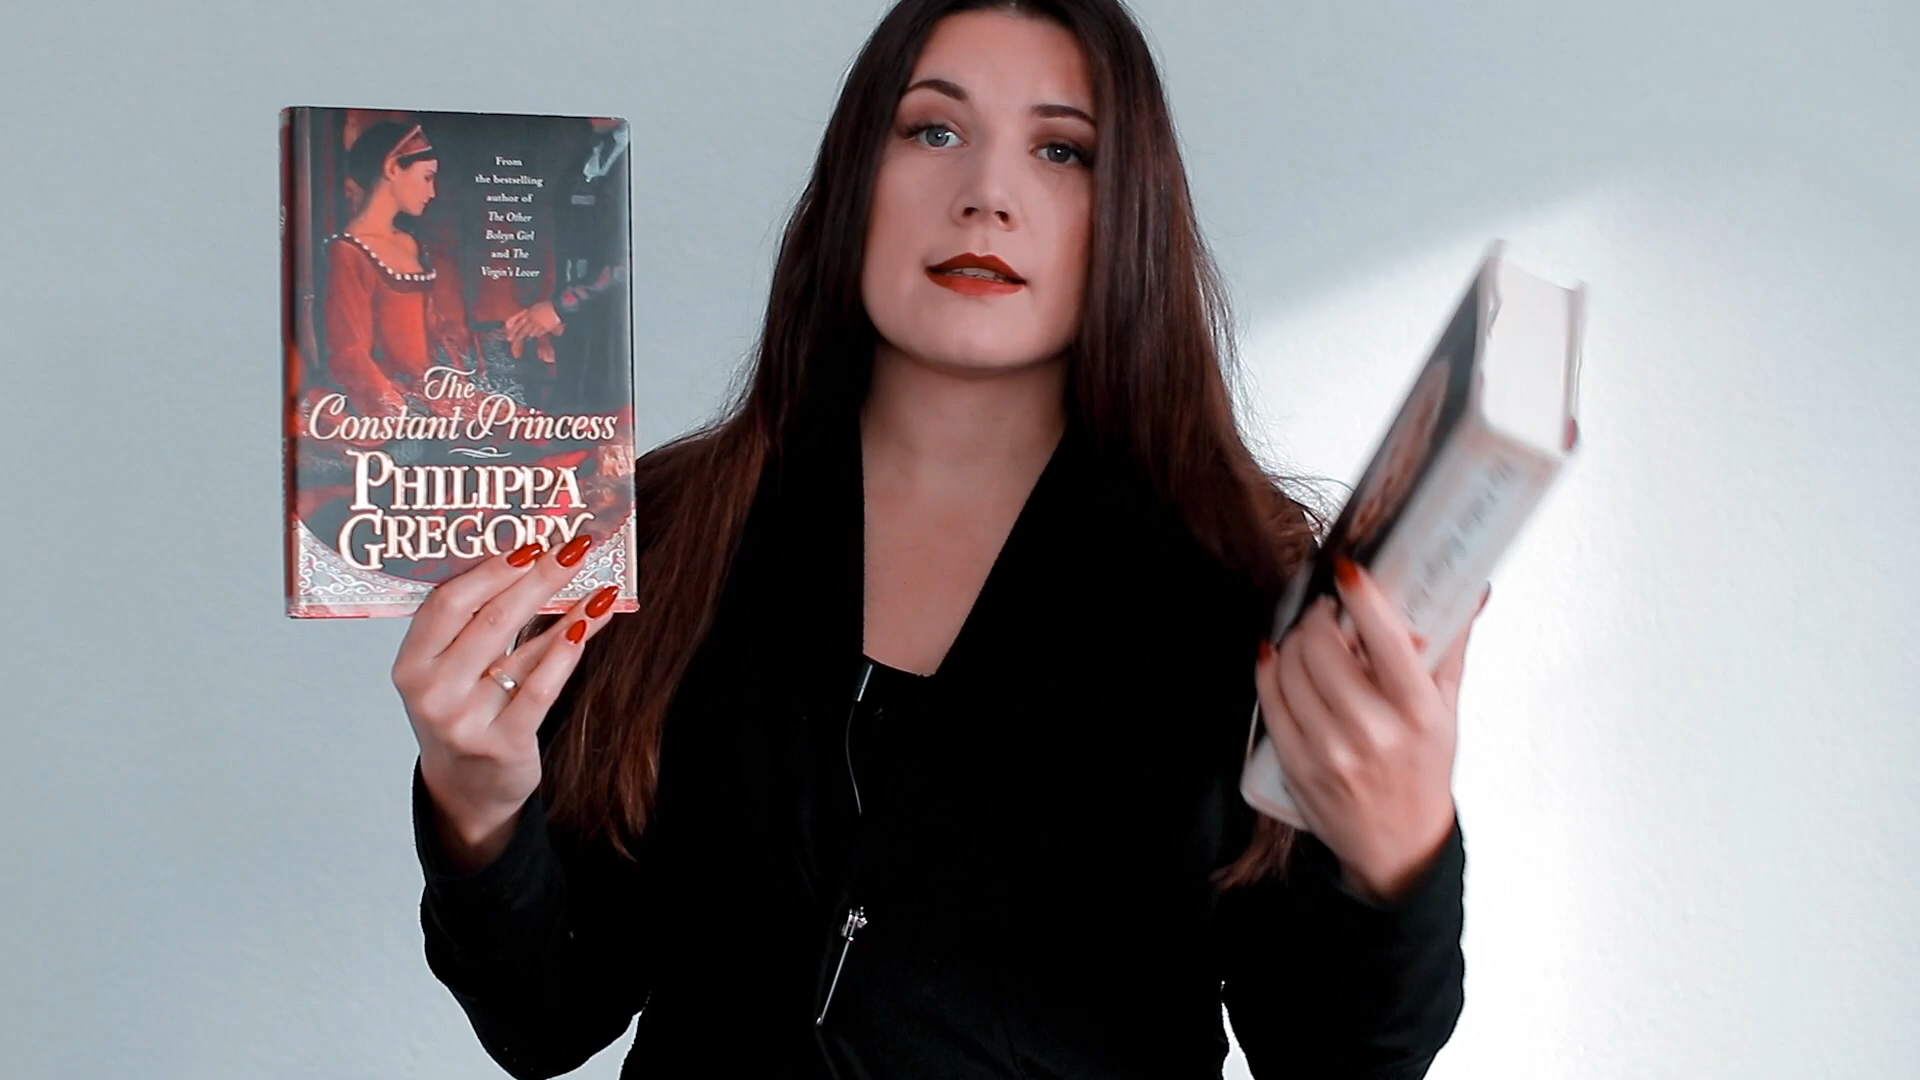 From
the bestselling
author of
The Other
Boleyn Girl
and The
Virgin's Lover
The
Constant Princess
PHILIPPA
GREGORY